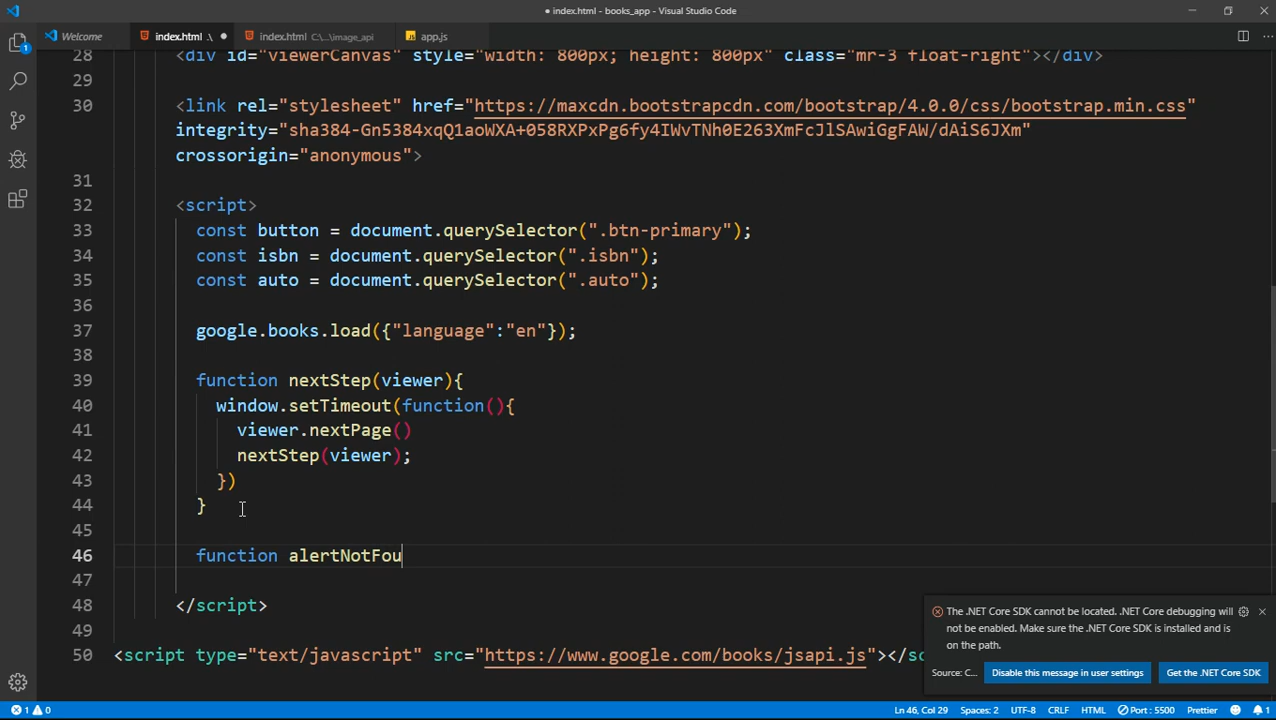 ● index.html - books_app - Visual Studio Code
Welcome index.html .\ ● index.html C:\...\image_api app.js
28 <div id="viewerCanvas" style="width: 800px; height: 800px" class="mr-3 float-right"></div>
29
30 <link rel="stylesheet" href="https://maxcdn.bootstrapcdn.com/bootstrap/4.0.0/css/bootstrap.min.css"
integrity="sha384-Gn5384xqQ1aoWXA+058RXPxPg6fy4IWvTNh0E263XmFcJlSAwiGgFAW/dAiS6JXm"
crossorigin="anonymous">
31
32 <script>
33 const button = document.querySelector(".btn-primary");
34 const isbn = document.querySelector(".isbn");
35 const auto = document.querySelector(".auto");
36
37 google.books.load({"language":"en"});
38
39 function nextStep(viewer){
40 window.setTimeout(function(){
41 viewer.nextPage()
42 nextStep(viewer);
43 })
44 }
45
46 function alertNotFou
47
48 </script>
49
50 <script type="text/javascript" src="https://www.google.com/books/jsapi.js"></sc
The .NET Core SDK cannot be located. .NET Core debugging will
not be enabled. Make sure the .NET Core SDK is installed and is
on the path.
Source: C... Disable this message in user settings Get the .NET Core SDK
1 0 Ln 46, Col 29 Spaces: 2 UTF-8 CRLF HTML Port : 5500 Prettier 1